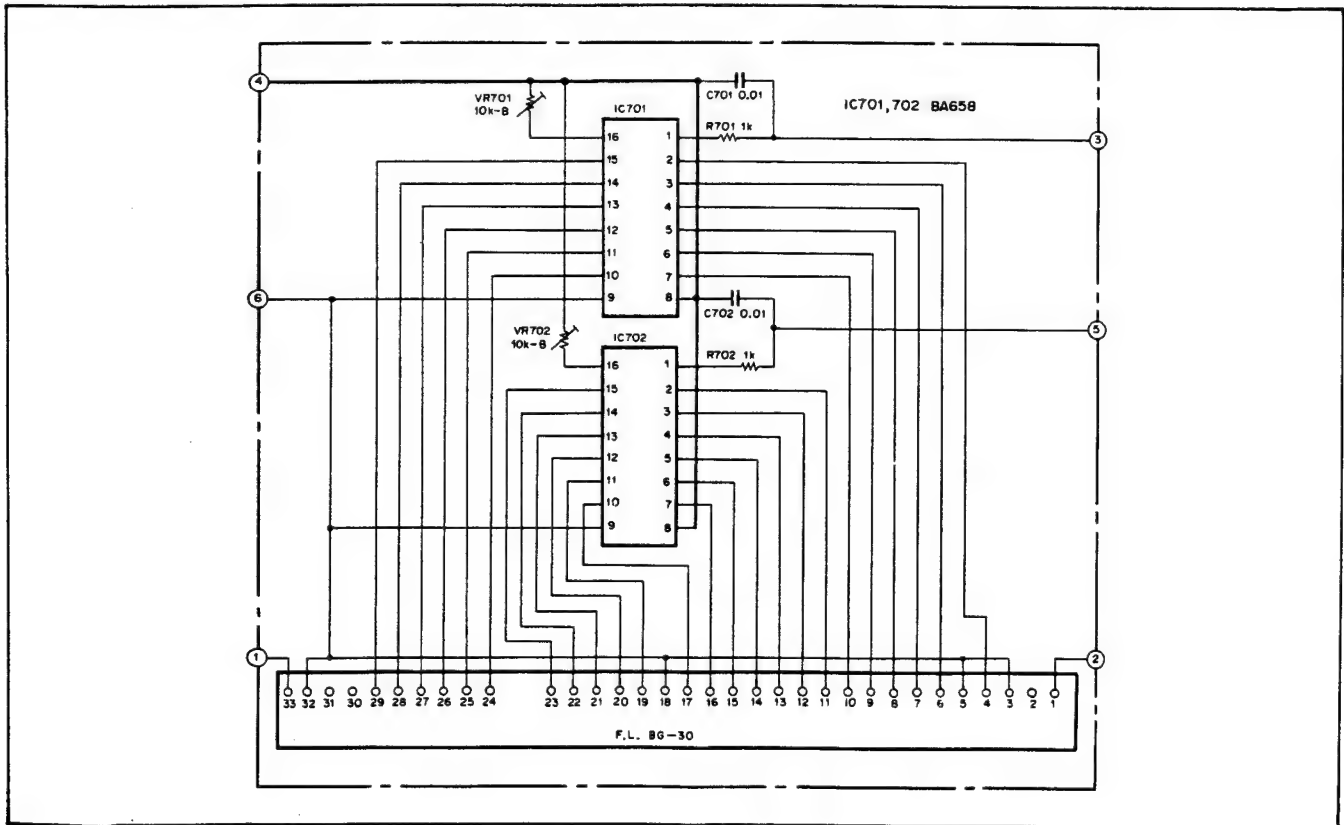 4
VR701
10k-B
C701 0.01
IC701,702 BA658
IC701
R701 1k
3
16 1
15 2
14 3
13 4
12 5
11 6
10 7
9 8
6
C702 0.01
5
VR702
10k-B
IC702
R702 1k
16 1
15 2
14 3
13 4
12 5
11 6
10 7
9 8
1
2
33 32 31 30 29 28 27 26 25 24 23 22 21 20 19 18 17 16 15 14 13 12 11 10 9 8 7 6 5 4 3 2 1
F.L. BG-30